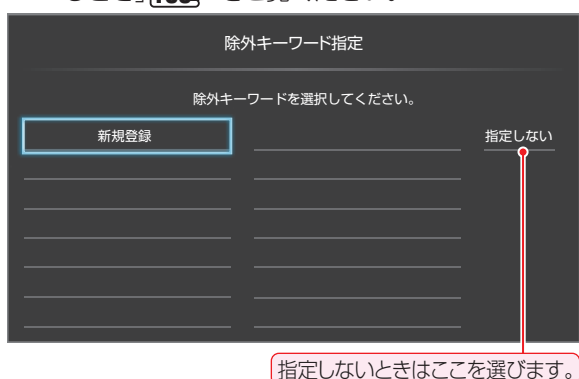 除外キーワード指定
除外キーワードを選択してください。
新規登録
指定しない
指定しないときはここを選びます。